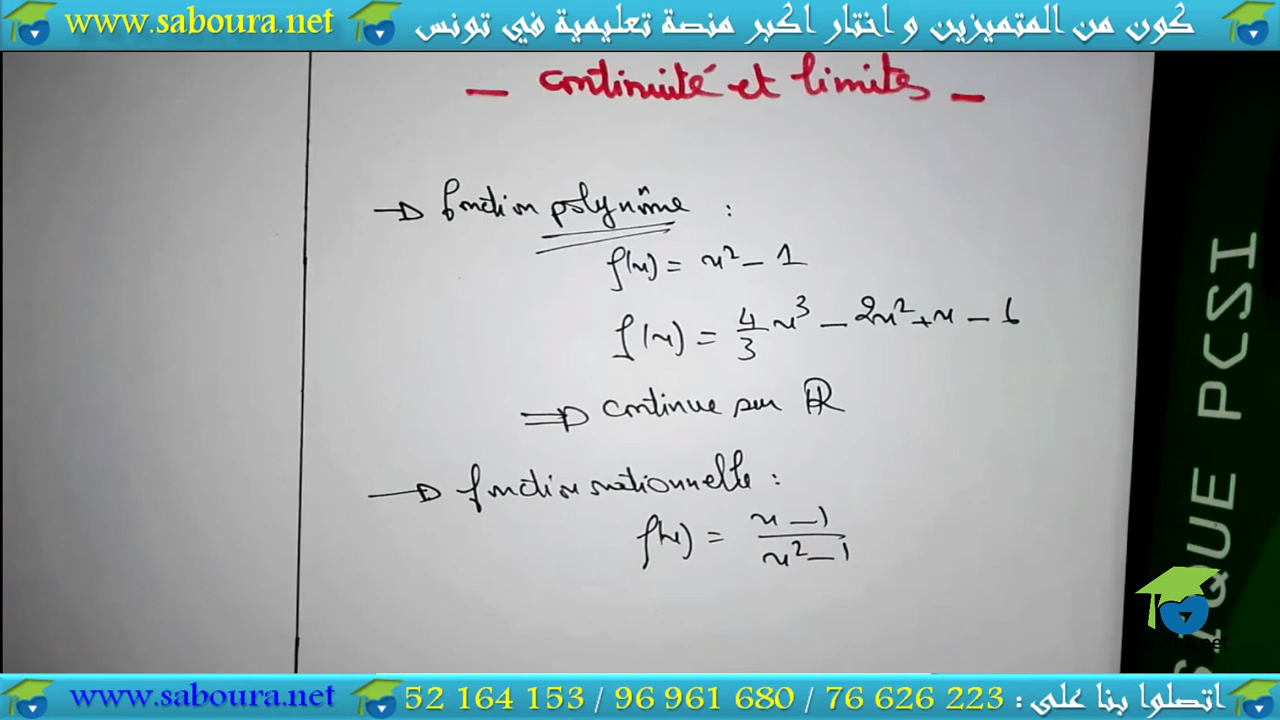 www.saboura.net
كون من المتميزين و اختار اكبر منصة تعليمية في تونس
_ continuité et limites _
→ fonction polynôme :
f(x) = x² - 1
f(x) = 4/3 x³ - 2x² + x - 1
⇒ continue sur ℝ
→ fonction rationnelle :
f(x) = x - 1 / x² - 1
SIQUE PCSI
www.saboura.net
52 164 153 / 96 961 680 / 76 626 223 : اتصلوا بنا على